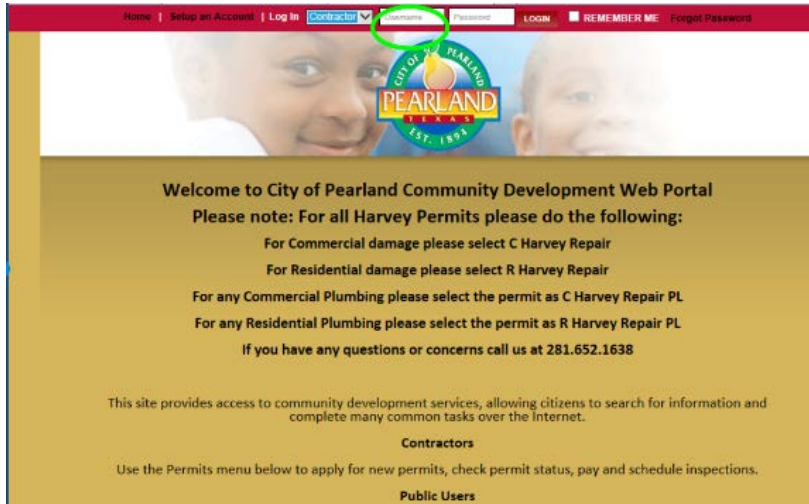 Home | Setup an Account | Log In Contractor Username Password LOGIN REMEMBER ME Forgot Password
CITY OF PEARLAND
PEARLAND
TEXAS
EST. 1894
Welcome to City of Pearland Community Development Web Portal
Please note: For all Harvey Permits please do the following:
For Commercial damage please select C Harvey Repair
For Residential damage please select R Harvey Repair
For any Commercial Plumbing please select the permit as C Harvey Repair PL
For any Residential Plumbing please select the permit as R Harvey Repair PL
If you have any questions or concerns call us at 281.652.1638
This site provides access to community development services, allowing citizens to search for information and
complete many common tasks over the Internet.
Contractors
Use the Permits menu below to apply for new permits, check permit status, pay and schedule inspections.
Public Users